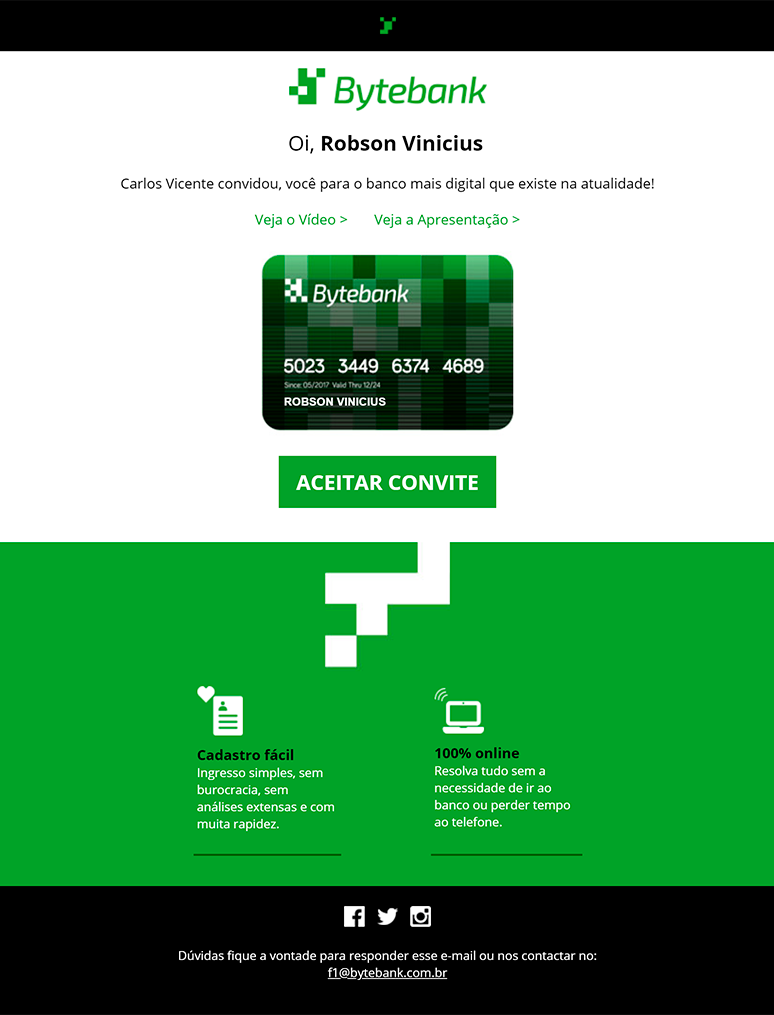 Bytebank
Oi, Robson Vinicius
Carlos Vicente convidou, você para o banco mais digital que existe na atualidade!
Veja o Vídeo > Veja a Apresentação >
Bytebank
5023 3449 6374 4689
Since: 05/2017 Valid Thru 12/24
ROBSON VINICIUS
ACEITAR CONVITE
Cadastro fácil
Ingresso simples, sem
burocracia, sem
análises extensas e com
muita rapidez.
100% online
Resolva tudo sem a
necessidade de ir ao
banco ou perder tempo
ao telefone.
Dúvidas fique a vontade para responder esse e-mail ou nos contactar no:
f1@bytebank.com.br